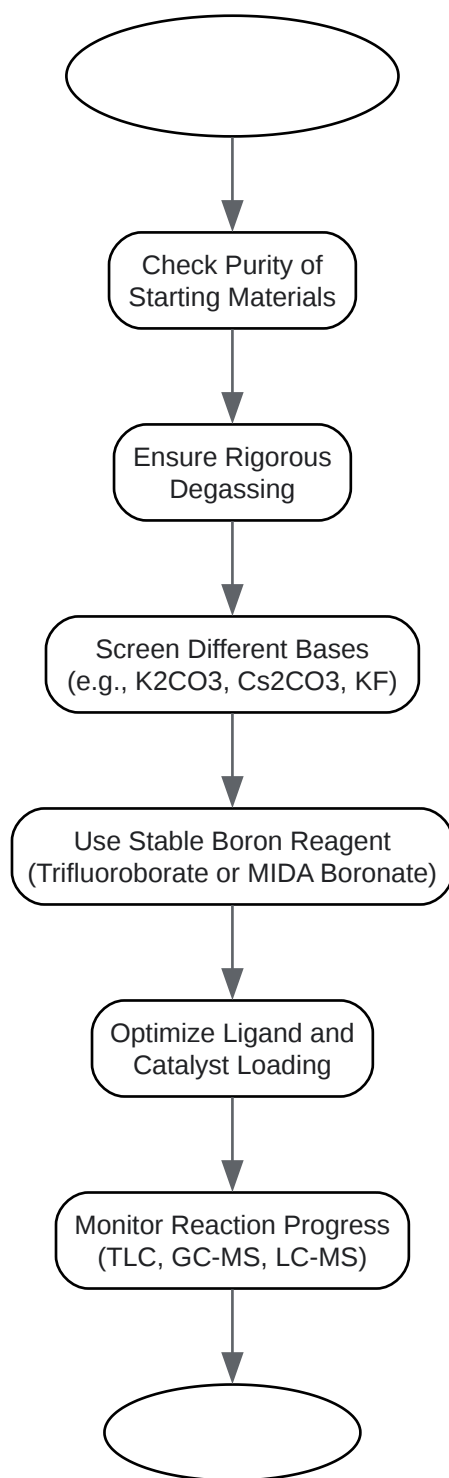 Check Purity of
Starting Materials
Ensure Rigorous
Degassing
Screen Different Bases
(e.g., K2CO3, Cs2CO3, KF)
Use Stable Boron Reagent
(Trifluoroborate or MIDA Boronate)
Optimize Ligand and
Catalyst Loading
Monitor Reaction Progress
(TLC, GC-MS, LC-MS)